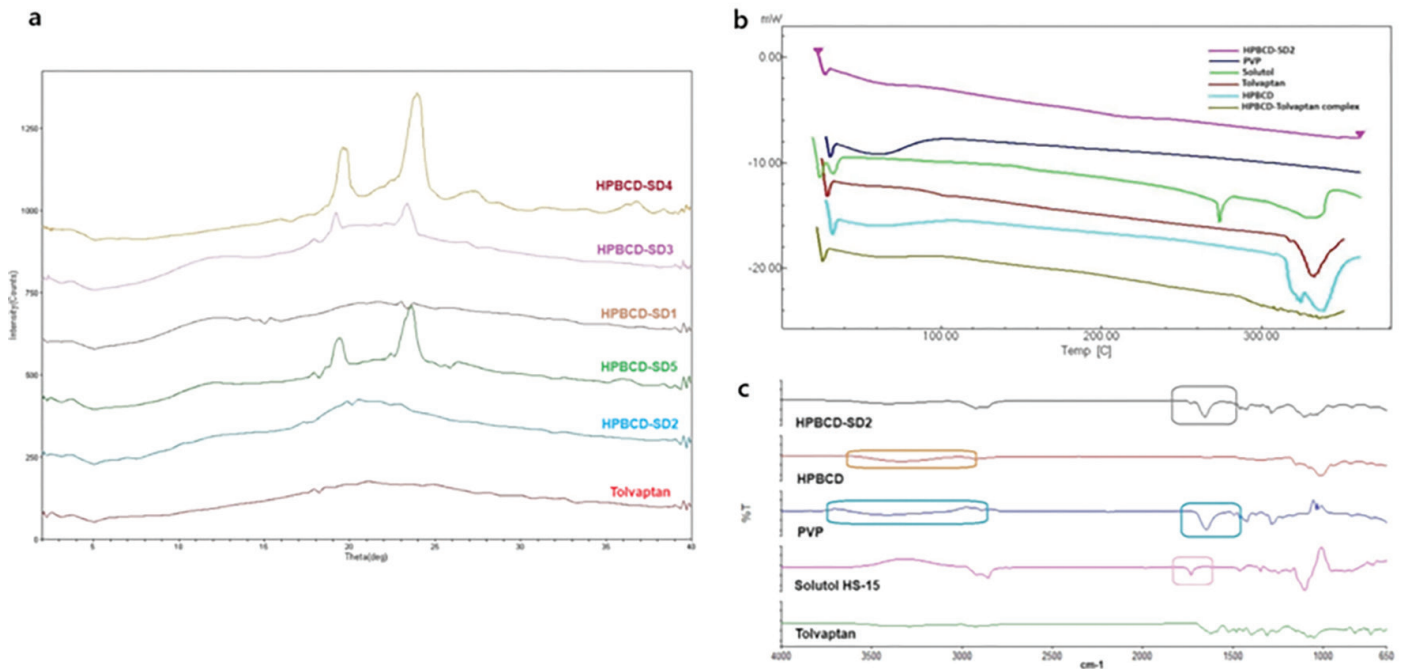 a
1250
1000
750
500
250
0
Intensity(Counts)
HPBCD-SD4
HPBCD-SD3
HPBCD-SD1
HPBCD-SD5
HPBCD-SD2
Tolvaptan
5
10
15
20
25
30
35
40
Theta(deg)
b
mW
0.00
-10.00
-20.00
HPBCD-SD2
PVP
Solutol
Tolvaptan
HPBCD
HPBCD-Tolvaptan complex
100.00
200.00
300.00
Temp [C]
c
HPBCD-SD2
HPBCD
PVP
Solutol HS-15
Tolvaptan
%T
4000
3500
3000
2500
2000
1500
1000
650
cm-1